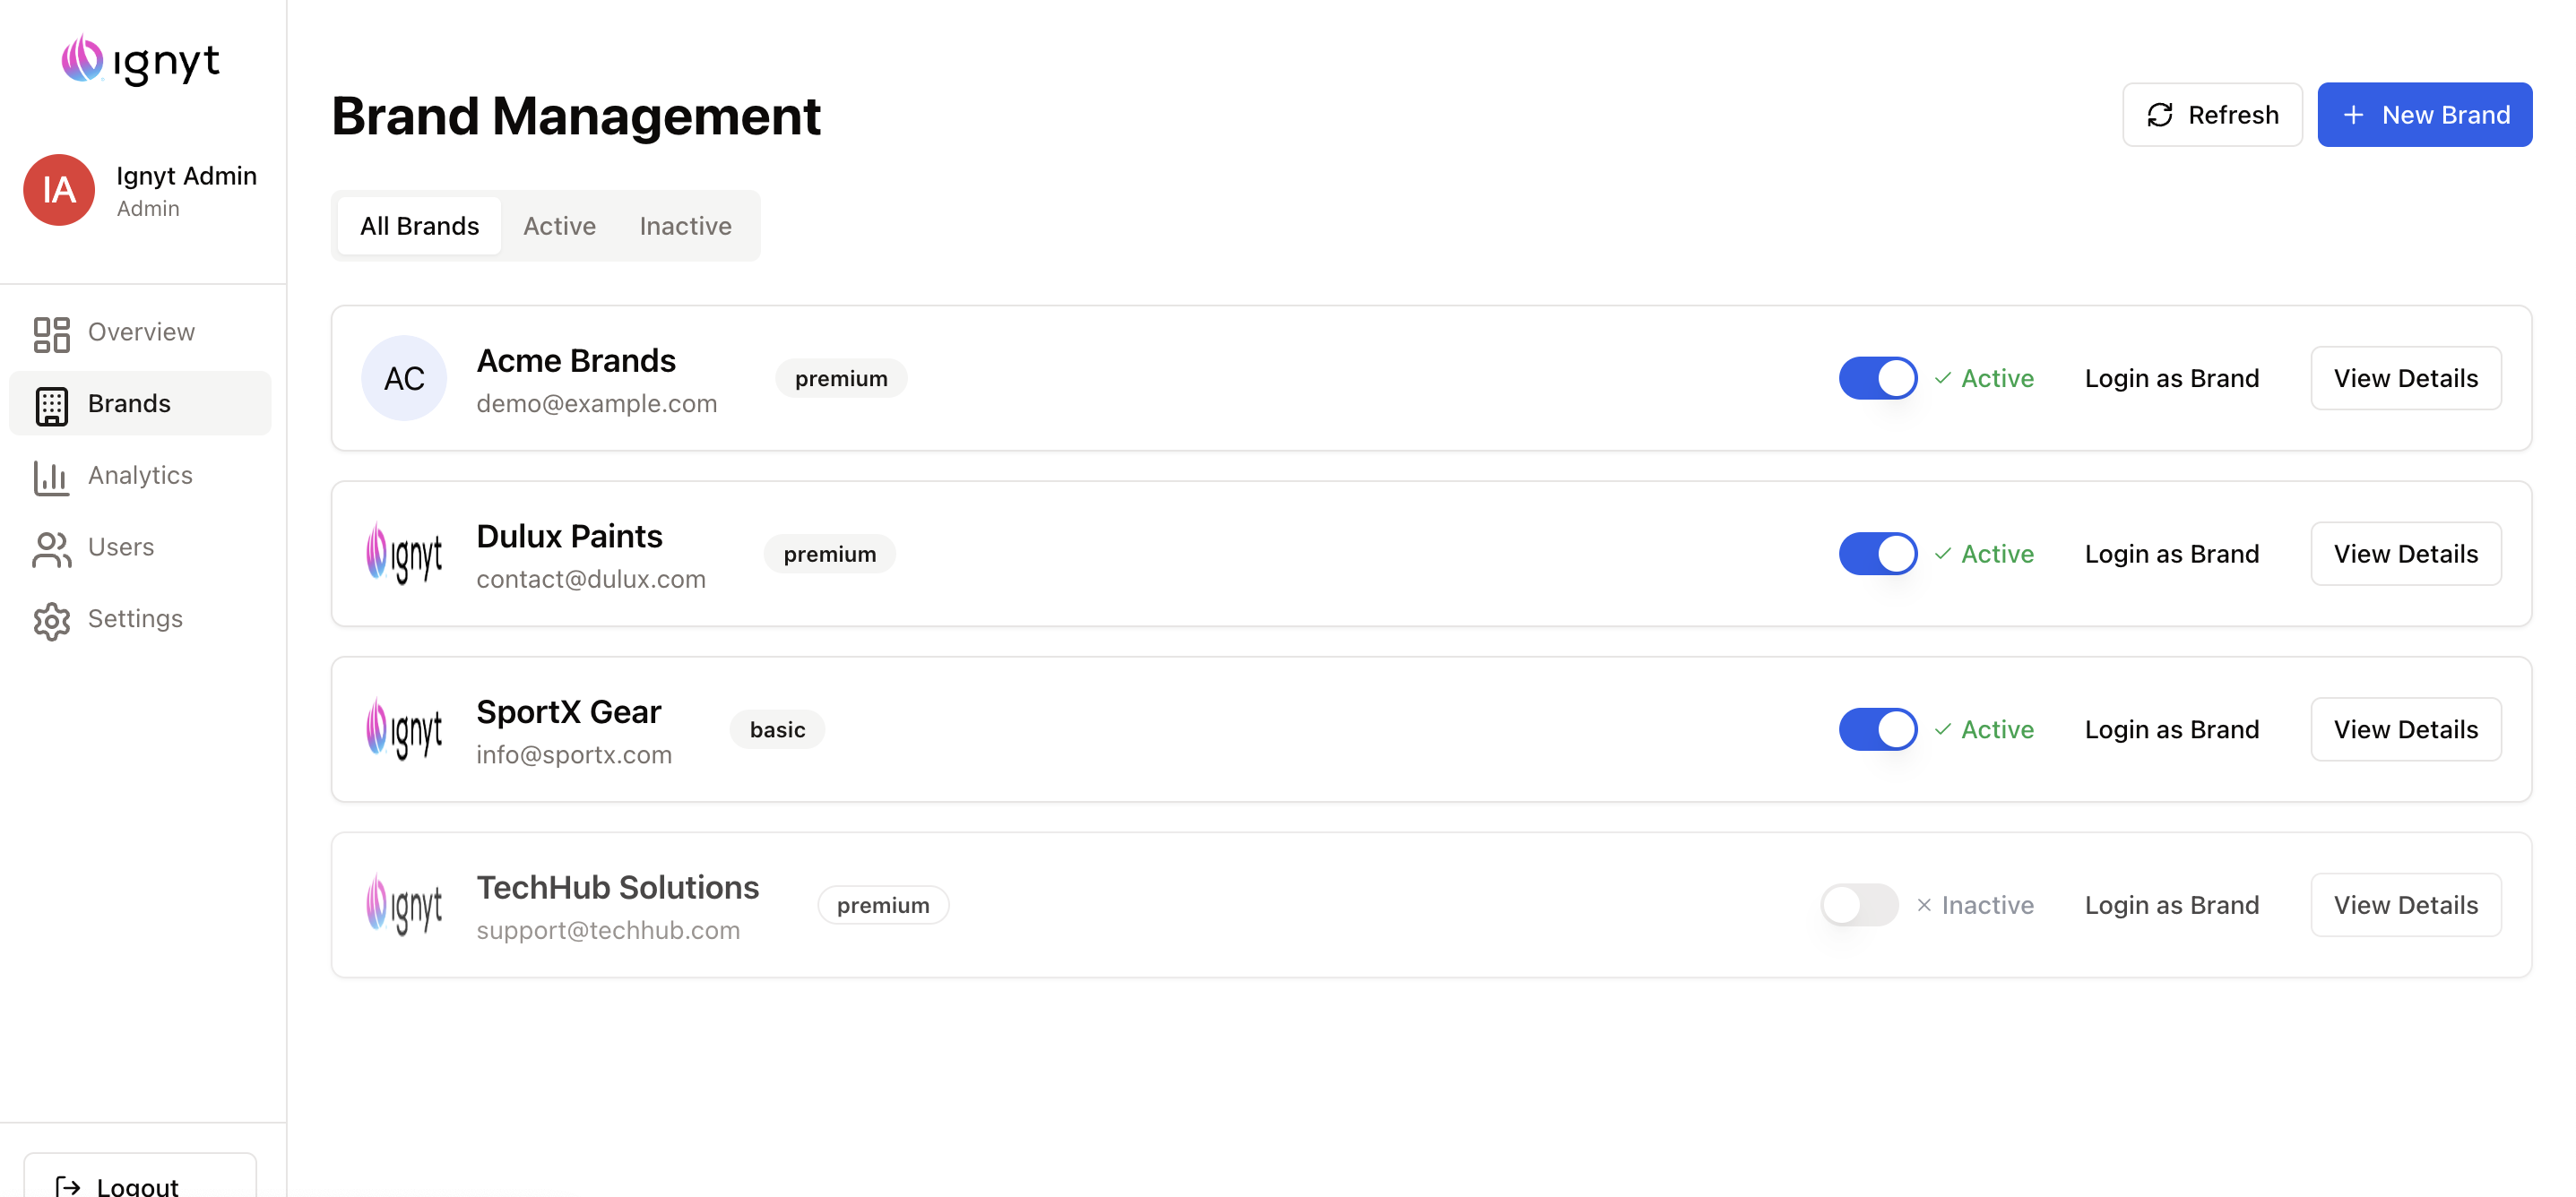 ignyt
IA
Ignyt Admin
Admin
Overview
Brands
Analytics
Users
Settings
Logout
Brand Management
Refresh
New Brand
All Brands
Active
Inactive
AC
Acme Brands
demo@example.com
premium
Active
Login as Brand
View Details
ignyt
Dulux Paints
contact@dulux.com
premium
Active
Login as Brand
View Details
ignyt
SportX Gear
info@sportx.com
basic
Active
Login as Brand
View Details
ignyt
TechHub Solutions
support@techhub.com
premium
Inactive
Login as Brand
View Details